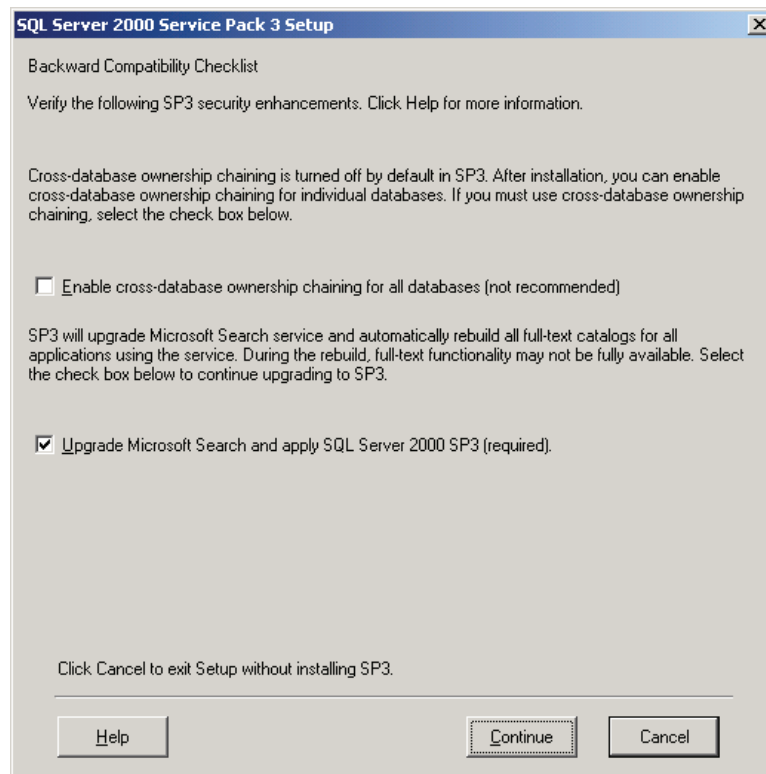 SQL Server 2000 Service Pack 3 Setup
Backward Compatibility Checklist
Verify the following SP3 security enhancements. Click Help for more information.
Cross-database ownership chaining is turned off by default in SP3. After installation, you can enable
cross-database ownership chaining for individual databases. If you must use cross-database ownership
chaining, select the check box below.
Enable cross-database ownership chaining for all databases (not recommended)
SP3 will upgrade Microsoft Search service and automatically rebuild all full-text catalogs for all
applications using the service. During the rebuild, full-text functionality may not be fully available. Select
the check box below to continue upgrading to SP3.
Upgrade Microsoft Search and apply SQL Server 2000 SP3 (required).
Click Cancel to exit Setup without installing SP3.
Help
Continue
Cancel